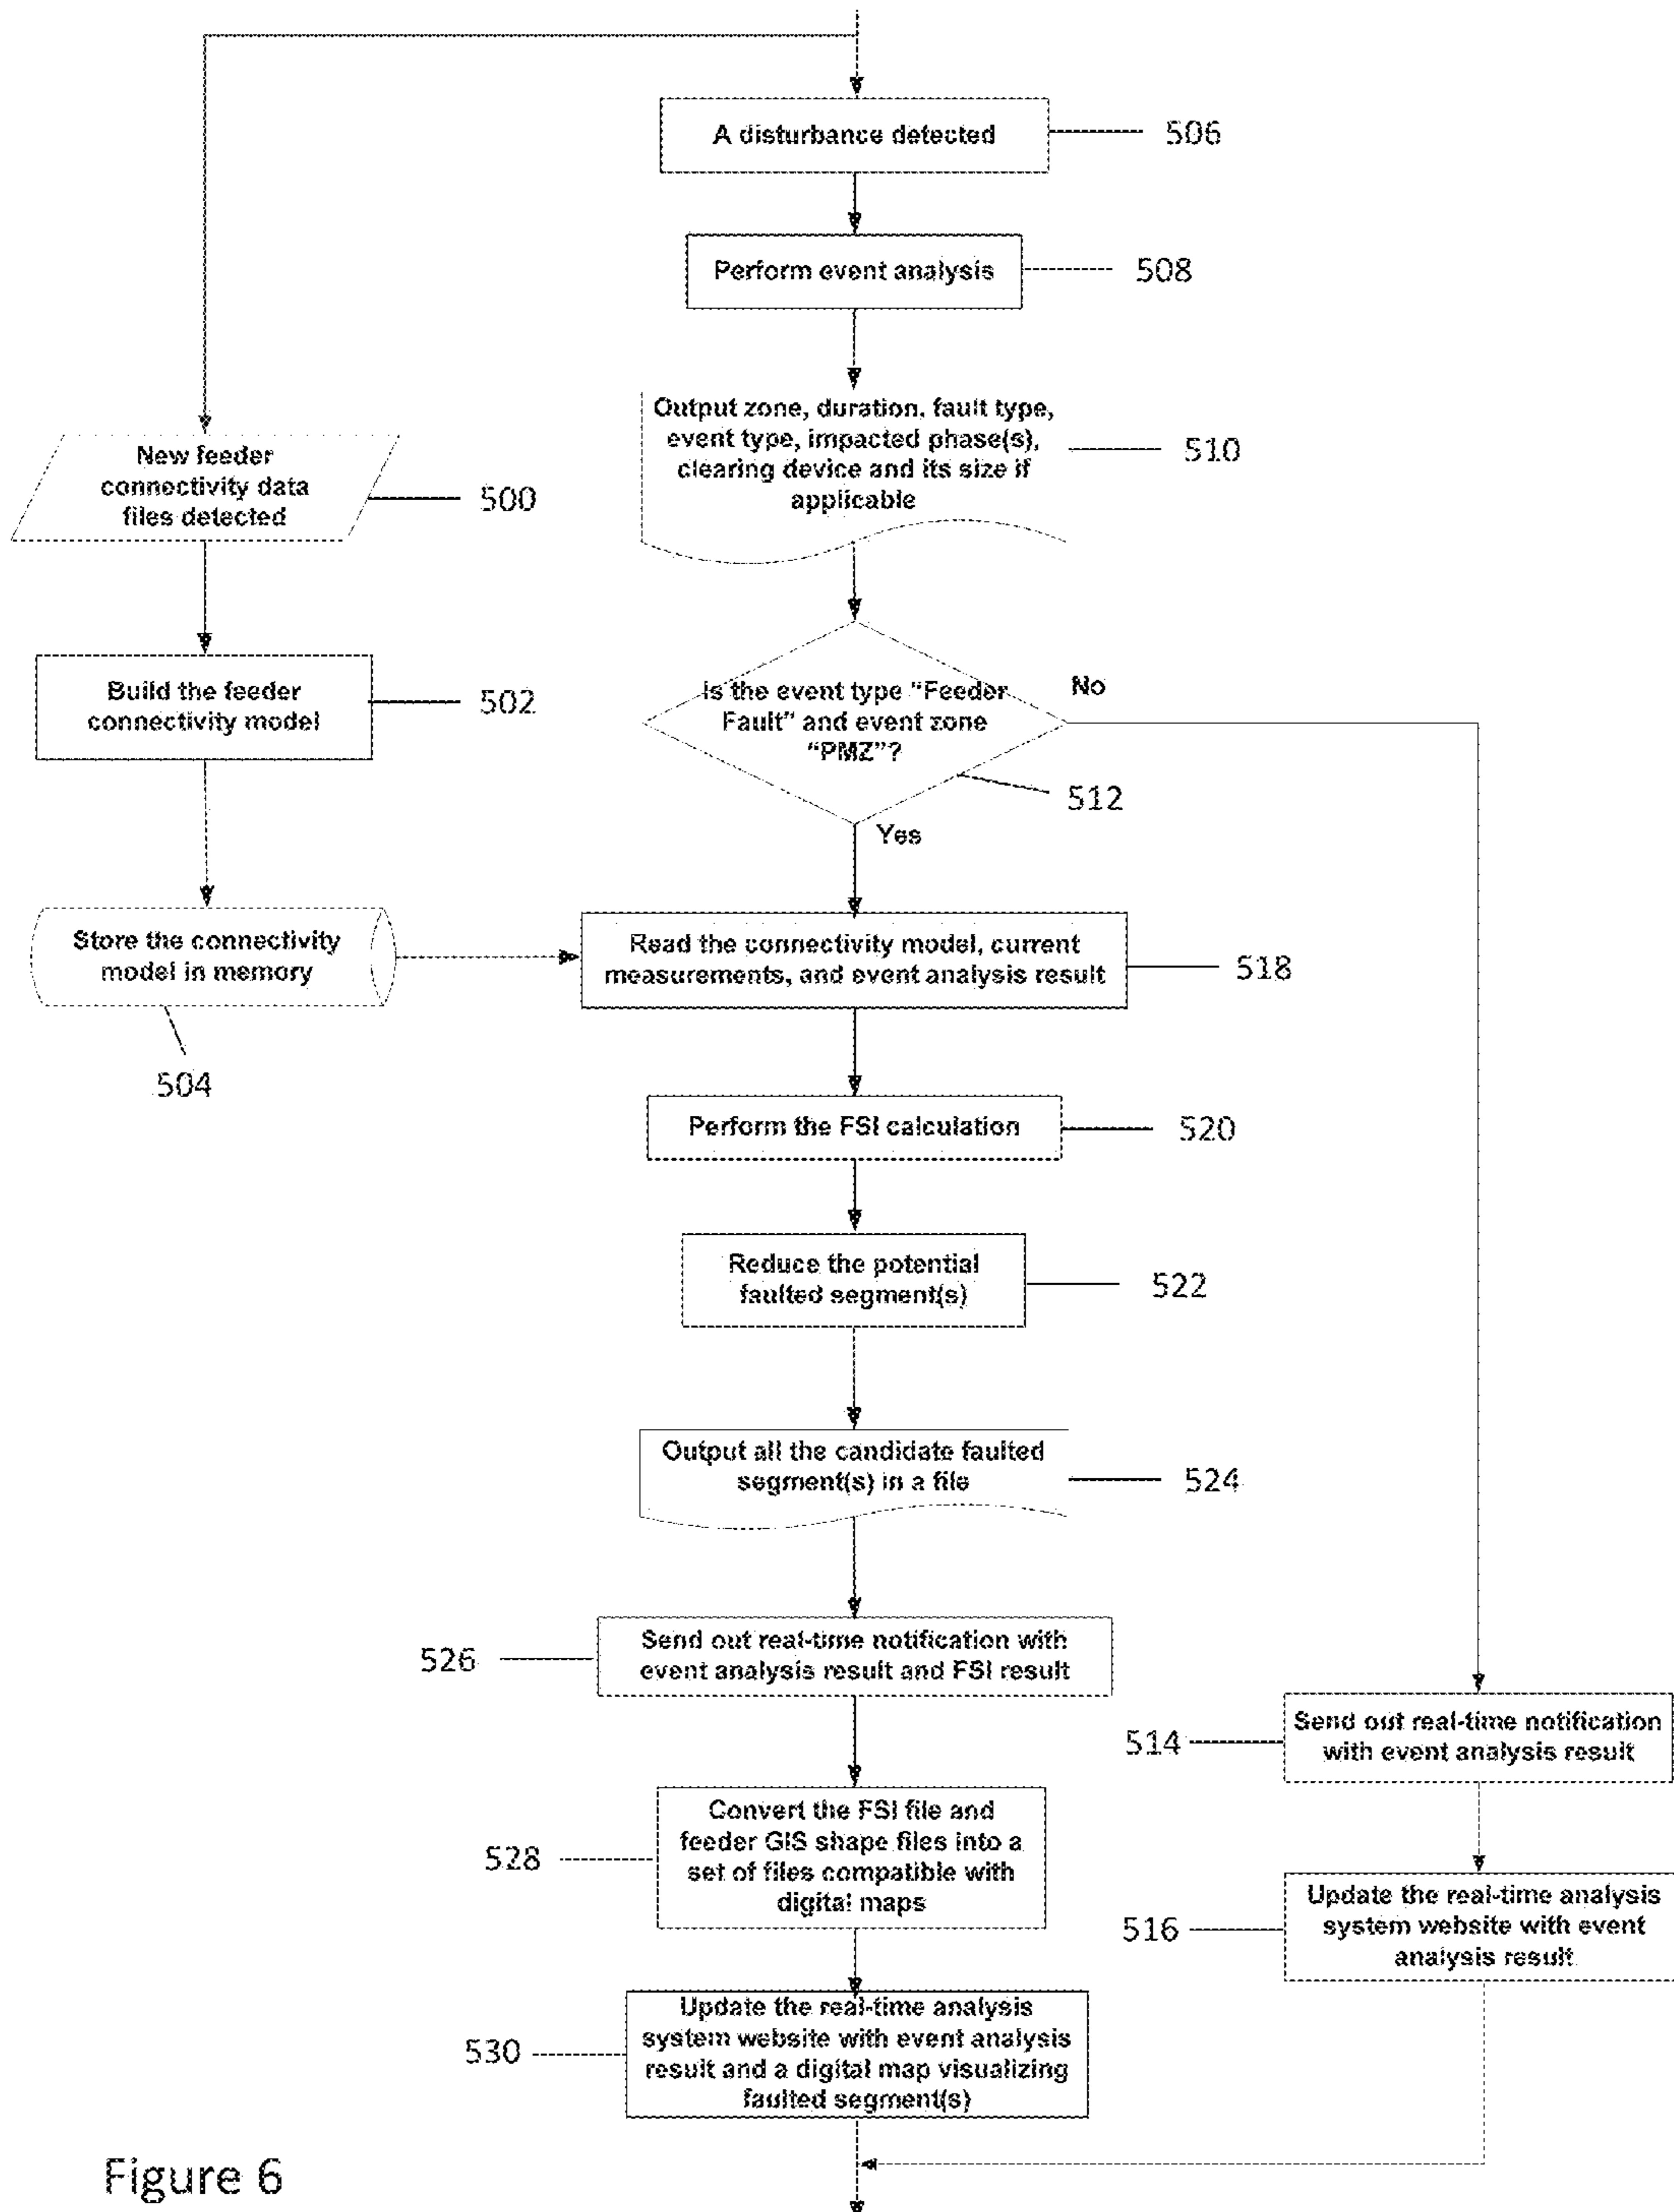 A disturbance detected
506
Perform event analysis
508
Output zone, duration, fault type,
event type, impacted phase(s),
clearing device and its size if
applicable
510
New feeder
connectivity data
files detected
500
Build the feeder
connectivity model
502
Is the event type "Feeder
Fault" and event zone
"PMZ"?
No
512
Yes
Store the connectivity
model in memory
504
Read the connectivity model, current
measurements, and event analysis result
518
Perform the FSI calculation
520
Reduce the potential
faulted segment(s)
522
Output all the candidate faulted
segment(s) in a file
524
526
Send out real-time notification with
event analysis result and FSI result
514
Send out real-time notification
with event analysis result
528
Convert the FSI file and
feeder GIS shape files into a
set of files compatible with
digital maps
516
Update the real-time analysis
system website with event
analysis result
530
Update the real-time analysis
system website with event analysis
result and a digital map visualizing
faulted segment(s)
Figure 6